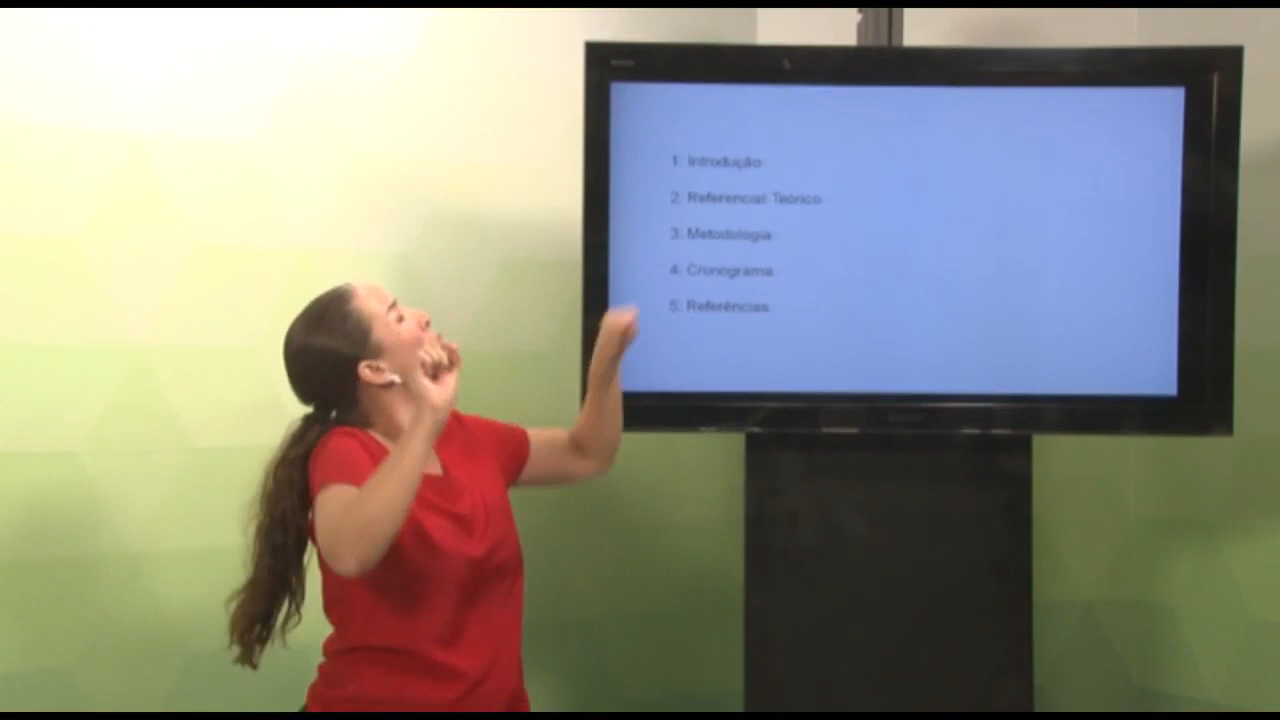 1. Introdução
2. Referencial Teórico
3. Metodologia
4. Cronograma
5. Referências